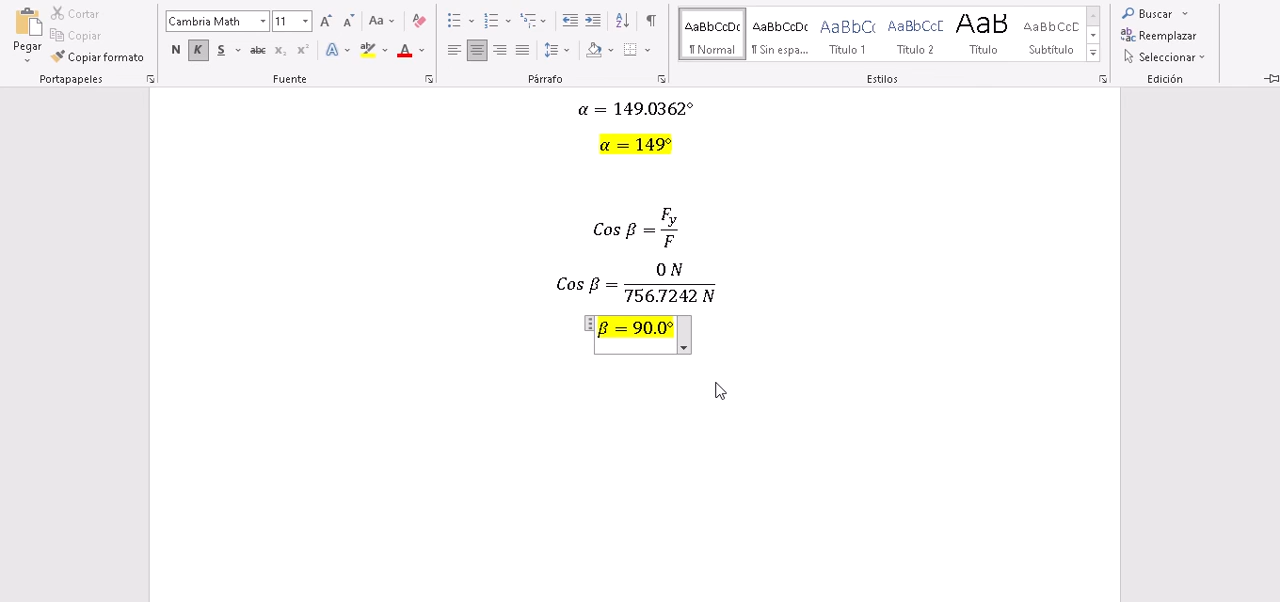 Cortar
Copiar
Pegar
Copiar formato
Portapapeles
Cambria Math 11
Aa
N K S abc x₂ x² A A
Fuente
Párrafo
AaBbCcDc AaBbCcDc AaBbC( AaBbCcD AaB AaBbCcD
¶ Normal ¶ Sin espa... Título 1 Título 2 Título Subtítulo
Estilos
Buscar
Reemplazar
Seleccionar
Edición
α = 149.0362°
α = 149°
Cos β = F_y / F
Cos β = 0 N / 756.7242 N
β = 90.0°